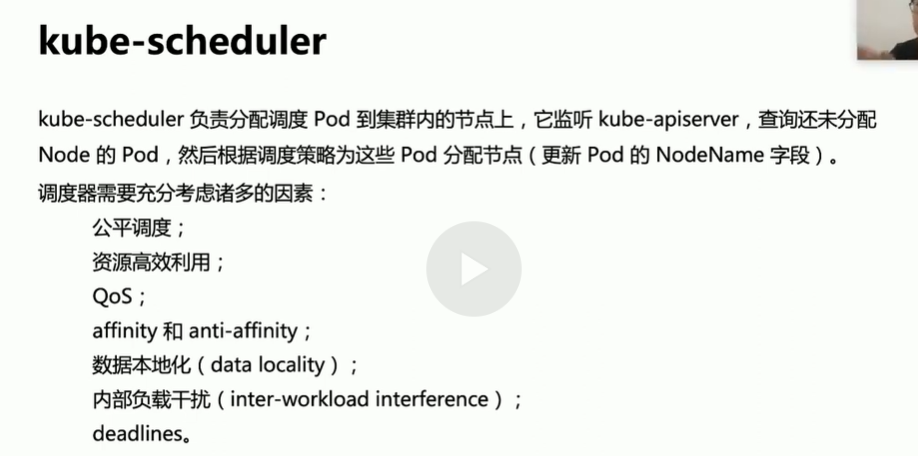 kube-scheduler
kube-scheduler 负责分配调度 Pod 到集群内的节点上，它监听 kube-apiserver，查询还未分配
Node 的 Pod，然后根据调度策略为这些 Pod 分配节点（更新 Pod 的 NodeName 字段）。
调度器需要充分考虑诸多的因素：
公平调度；
资源高效利用；
QoS；
affinity 和 anti-affinity；
数据本地化（data locality）；
内部负载干扰（inter-workload interference）；
deadlines。